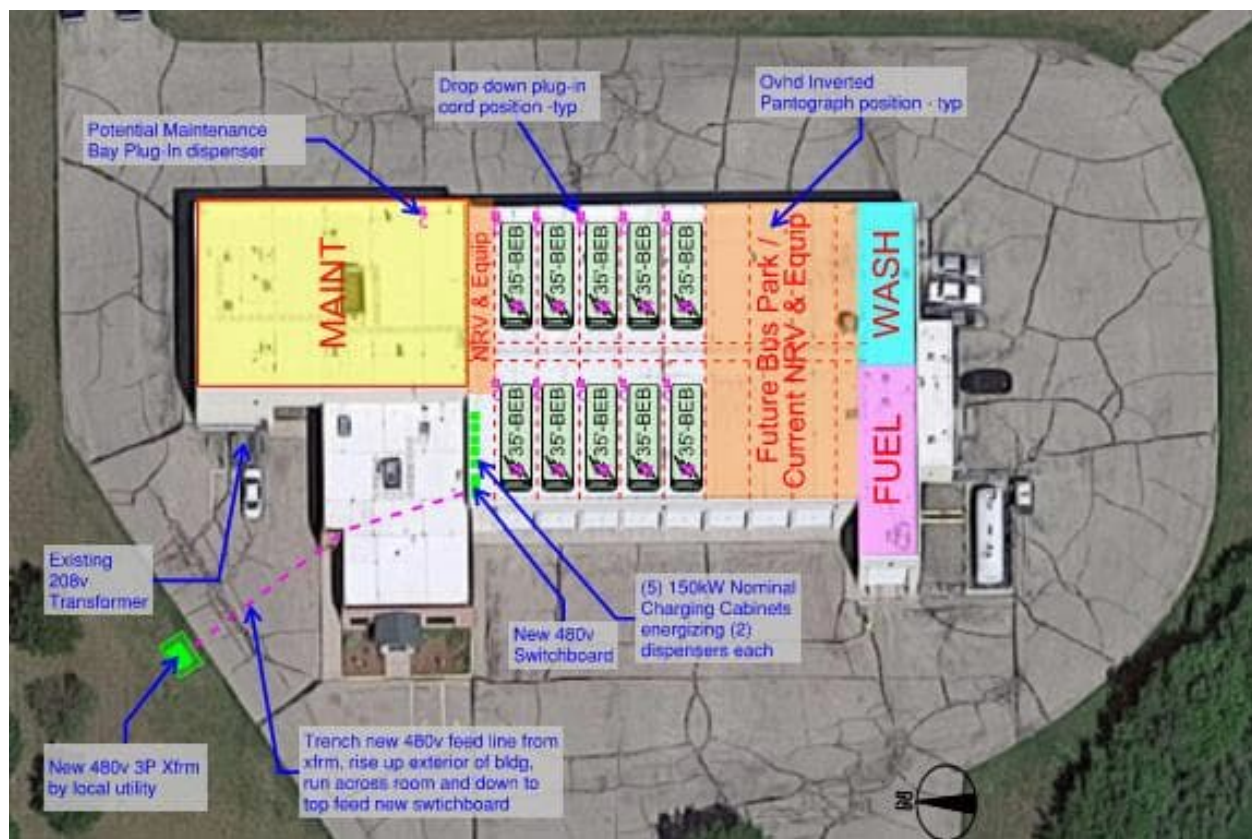 Drop down plug-in
cord position -typ
Ovhd Inverted
Pantograph position - typ
Potential Maintenance
Bay Plug-In dispenser
MAINT
NRV & Equip
35'-BEB
35'-BEB
35'-BEB
35'-BEB
35'-BEB
35'-BEB
35'-BEB
35'-BEB
35'-BEB
35'-BEB
Future Bus Park /
Current NRV & Equip
WASH
FUEL
Existing
208v
Transformer
New 480v
Switchboard
(5) 150kW Nominal
Charging Cabinets
energizing (2)
dispensers each
New 480v 3P Xfrm
by local utility
Trench new 480v feed line from
xfrm, rise up exterior of bldg,
run across room and down to
top feed new swtichboard